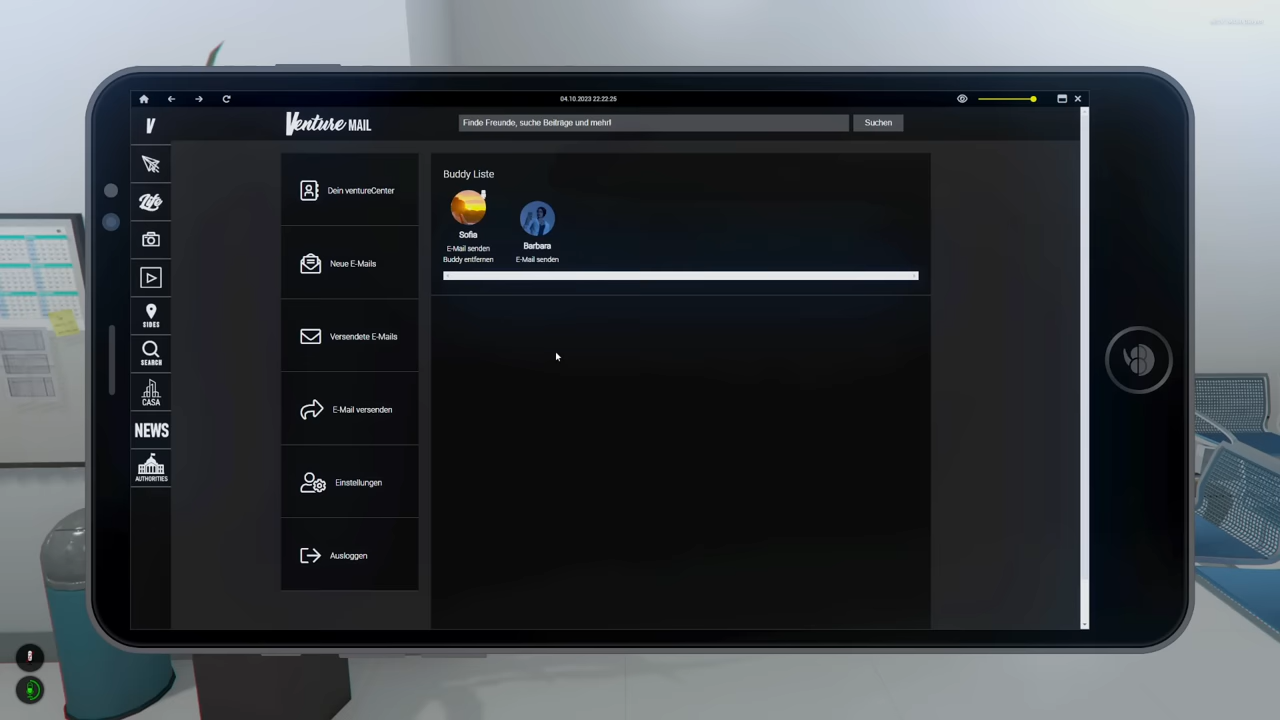 04.10.2023 22:22:25
V
Venture MAIL
Finde Freunde, suche Beiträge und mehr!
Suchen
Life
SIDES
SEARCH
CASA
NEWS
AUTHORITIES
Dein ventureCenter
Neue E-Mails
Versendete E-Mails
E-Mail versenden
Einstellungen
Ausloggen
Buddy Liste
Sofia
E-Mail senden
Buddy entfernen
Barbara
E-Mail senden